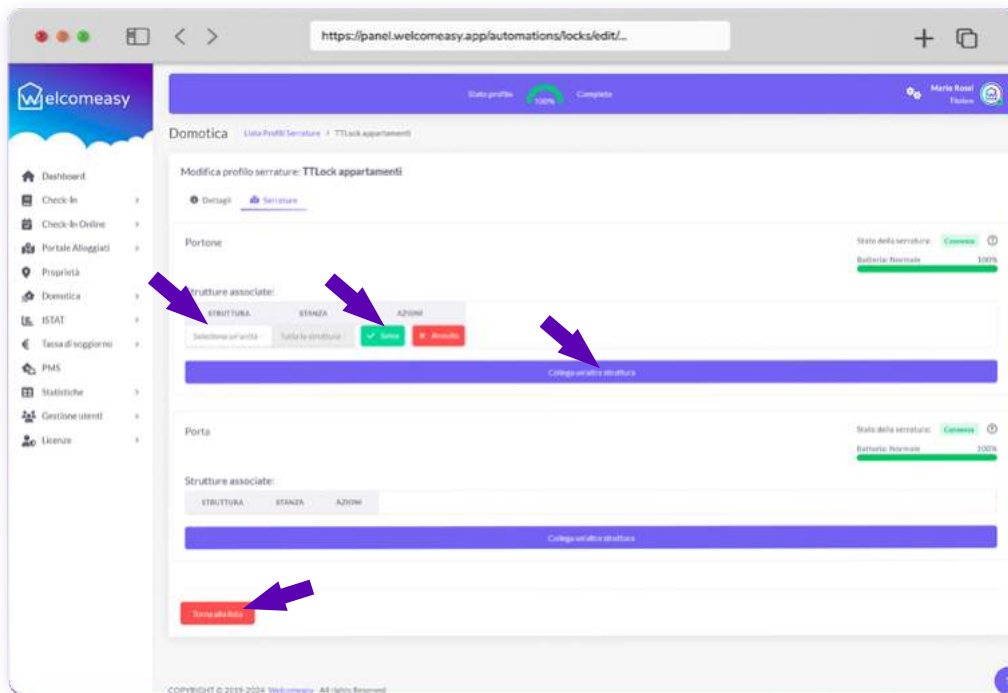 https://panel.welcomeasy.app/automations/locks/edit/...
Welcomeasy
Stato profilo 100% Completo
Mario Rossi
Titolare
Domotica Lista Profili Serrature TTLock appartamenti
Modifica profilo serrature: TTLock appartamenti
Dettagli Serrature
Dashboard
Check-In
Check-In Online
Portale Alloggiati
Proprietà
Domotica
ISTAT
Tassa di soggiorno
PMS
Statistiche
Gestione utenti
Licenze
Portone
Stato della serratura: Connessa
Batteria: Normale 100%
Strutture associate:
STRUTTURA STANZA AZIONI
Seleziona un'unità Tutta la struttura Salva Annulla
Collega un'altra struttura
Porta
Stato della serratura: Connessa
Batteria: Normale 100%
Strutture associate:
STRUTTURA STANZA AZIONI
Collega un'altra struttura
Torna alla lista
COPYRIGHT © 2019-2024 Welcomeasy All rights Reserved